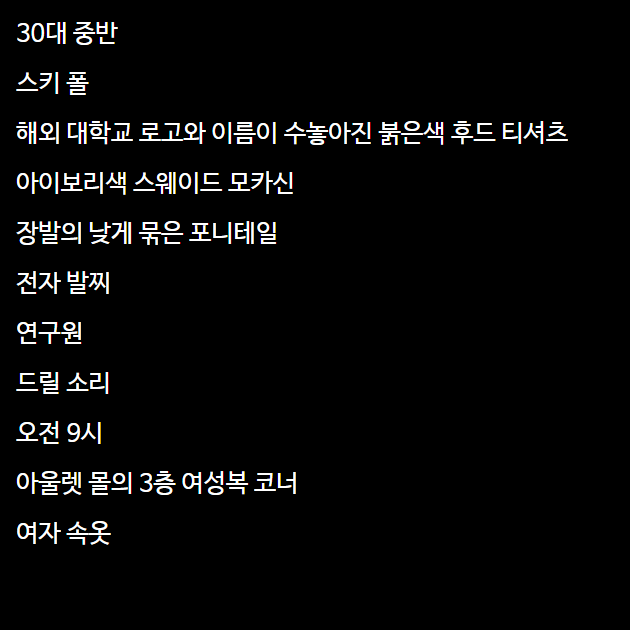 30대 중반
스키 폴
해외 대학교 로고와 이름이 수놓아진 붉은색 후드 티셔츠
아이보리색 스웨이드 모카신
장발의 낮게 묶은 포니테일
전자 발찌
연구원
드릴 소리
오전 9시
아울렛 몰의 3층 여성복 코너
여자 속옷